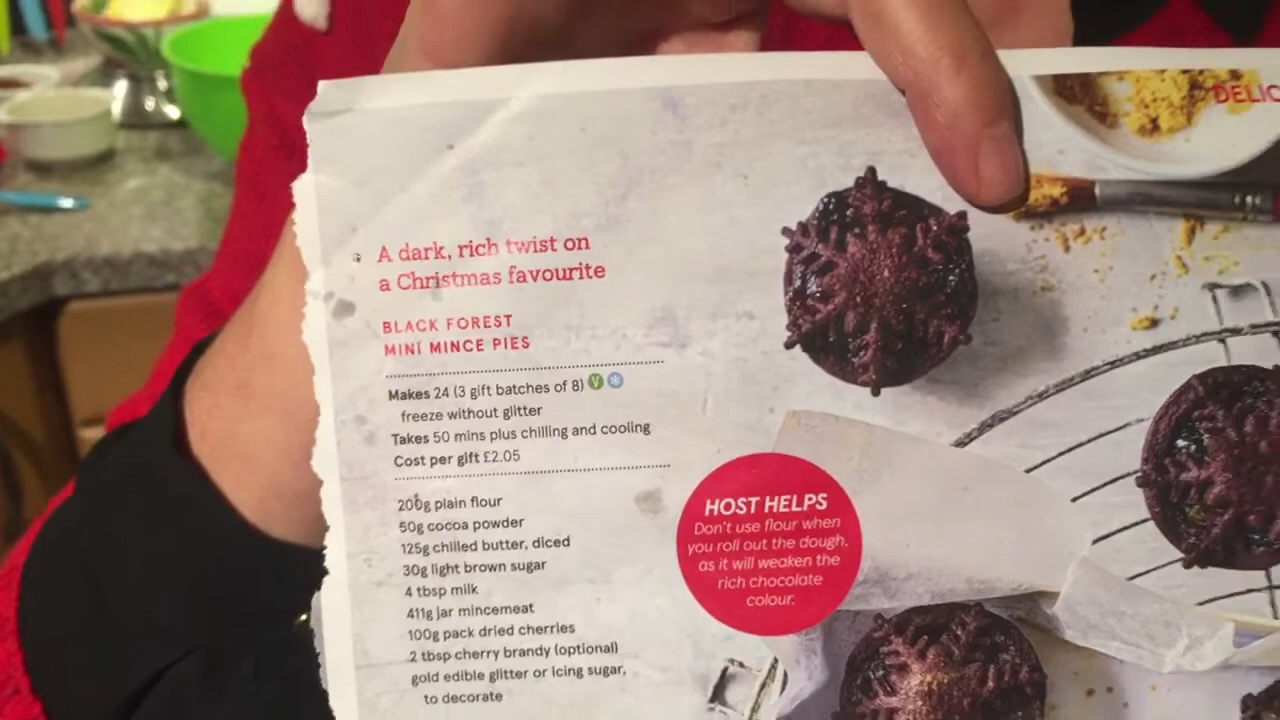 DELIC
A dark, rich twist on
a Christmas favourite
BLACK FOREST
MINI MINCE PIES
Makes 24 (3 gift batches of 8) V
freeze without glitter
Takes 50 mins plus chilling and cooling
Cost per gift £2.05
200g plain flour
50g cocoa powder
125g chilled butter, diced
30g light brown sugar
4 tbsp milk
411g jar mincemeat
100g pack dried cherries
2 tbsp cherry brandy (optional)
gold edible glitter or icing sugar,
to decorate
HOST HELPS
Don't use flour when
you roll out the dough,
as it will weaken the
rich chocolate
colour.